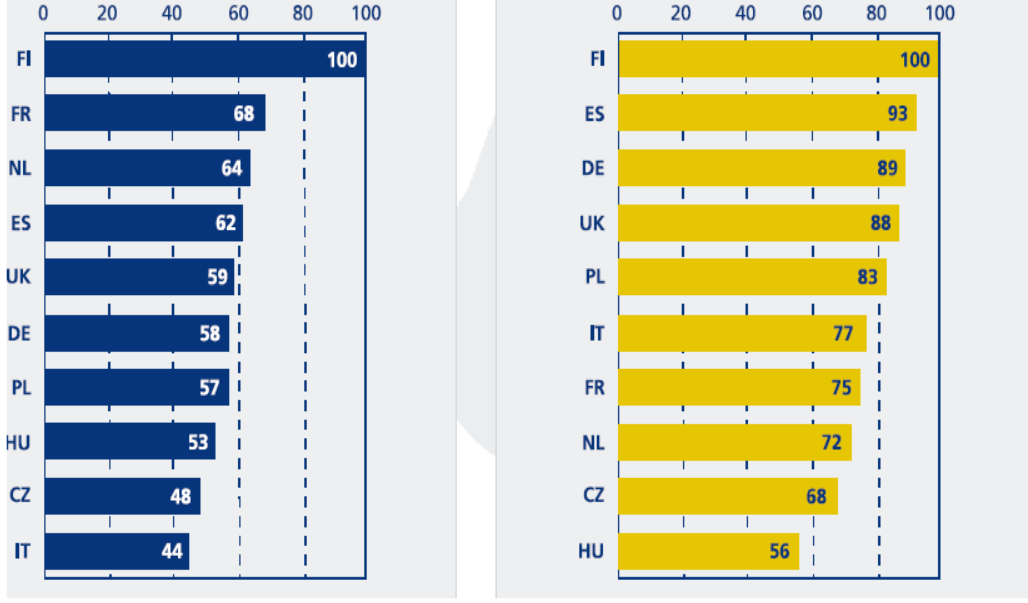 0 20 40 60 80 100
FI 100
FR 68
NL 64
ES 62
UK 59
DE 58
PL 57
HU 53
CZ 48
IT 44
0 20 40 60 80 100
FI 100
ES 93
DE 89
UK 88
PL 83
IT 77
FR 75
NL 72
CZ 68
HU 56